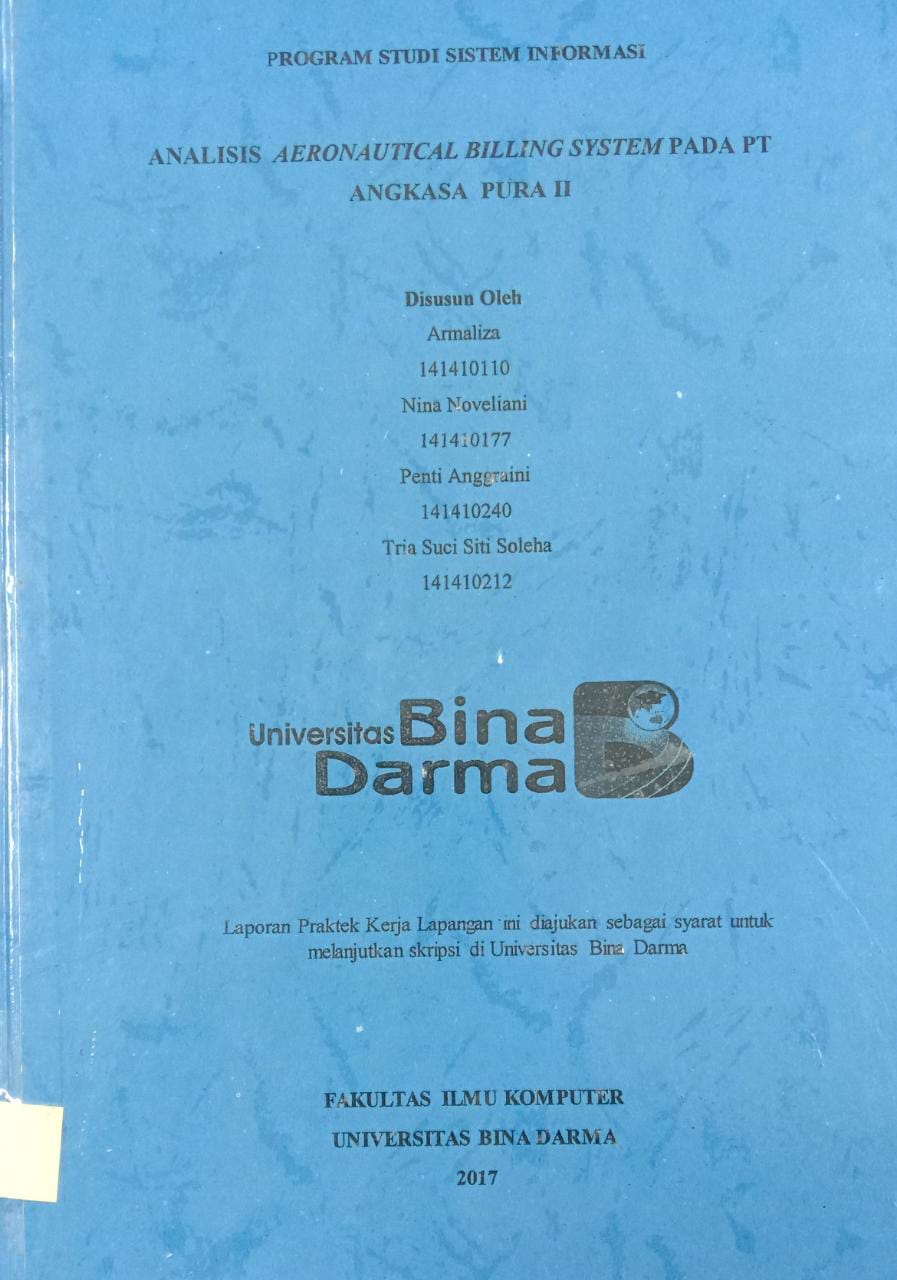 PROGRAM STUDI SISTEM INFORMASI
ANALISIS AERONAUTICAL BILLING SYSTEM PADA PT
ANGKASA PURA II
Disusun Oleh
Armaliza
141410110
Nina Noveliani
141410177
Penti Anggraini
141410240
Tria Suci Siti Soleha
141410212
Universitas Bina
Darma
Laporan Praktek Kerja Lapangan ini diajukan sebagai syarat untuk
melanjutkan skripsi di Universitas Bina Darma
FAKULTAS ILMU KOMPUTER
UNIVERSITAS BINA DARMA
2017